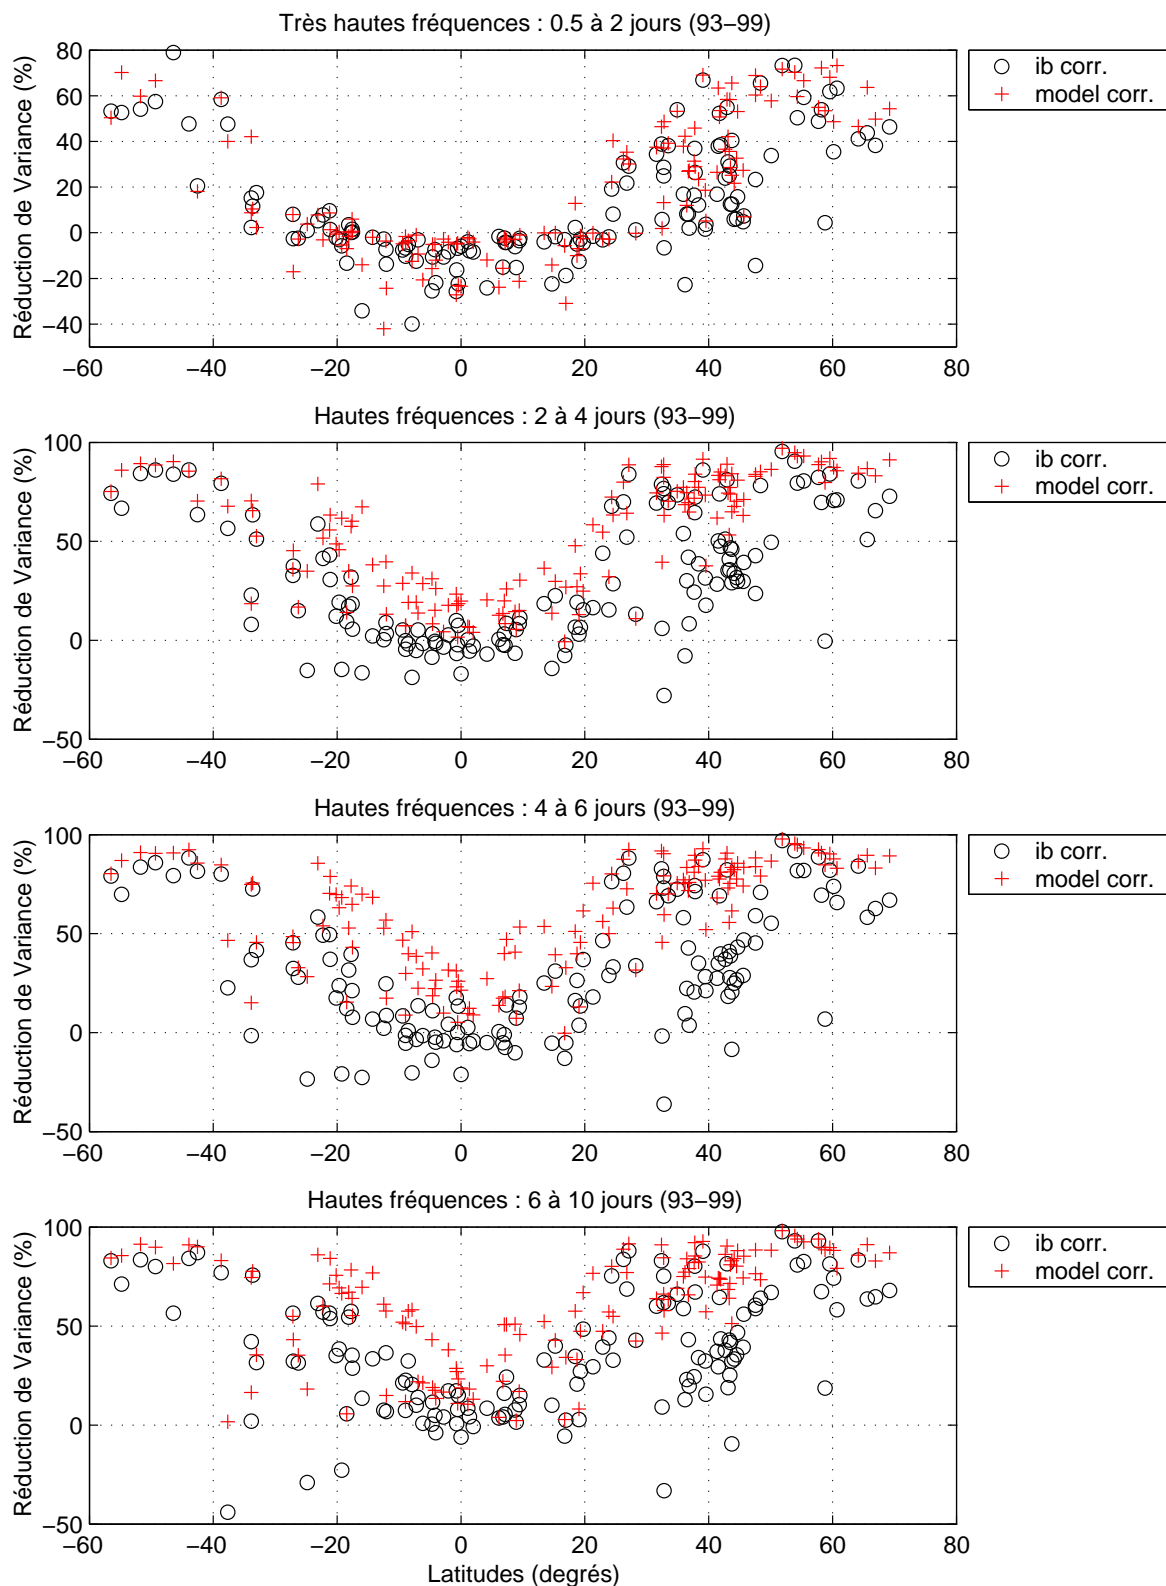 Très hautes fréquences : 0.5 à 2 jours (93−99)
Réduction de Variance (%)
80
60
40
20
0
−20
−40
−60 −40 −20 0 20 40 60 80
ib corr.
model corr.
Hautes fréquences : 2 à 4 jours (93−99)
Réduction de Variance (%)
100
50
0
−50
−60 −40 −20 0 20 40 60 80
ib corr.
model corr.
Hautes fréquences : 4 à 6 jours (93−99)
Réduction de Variance (%)
100
50
0
−50
−60 −40 −20 0 20 40 60 80
ib corr.
model corr.
Hautes fréquences : 6 à 10 jours (93−99)
Réduction de Variance (%)
100
50
0
−50
−60 −40 −20 0 20 40 60 80
Latitudes (degrés)
ib corr.
model corr.